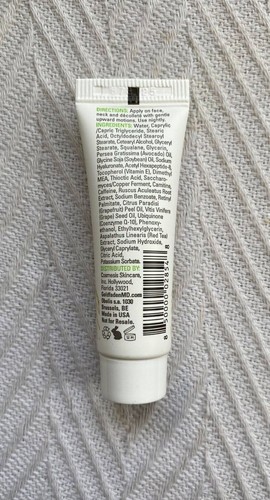 DIRECTIONS: Apply on face,
neck and décolleté with gentle
upward motions. Use nightly.
INGREDIENTS: Water, Caprylic
/Capric Triglyceride, Stearic
Acid, Octyldodecyl Stearoyl
Stearate, Cetearyl Alcohol, Glyceryl
Stearate, Squalane, Glycerin,
Persea Gratissima (Avocado) Oil,
Glycine Soja (Soybean) Oil, Sodium
Hyaluronate, Acetyl Hexapeptide-8,
Tocopherol (Vitamin E), Dimethyl
MEA, Thioctic Acid, Saccharo-
myces/Copper Ferment, Carnitine,
Caffeine, Ruscus Aculeatus Root
Extract, Sodium Benzoate, Retinyl
Palmitate, Citrus Paradisi
(Grapefruit) Peel Oil, Vitis Vinifera
(Grape) Seed Oil, Ubiquinone
(Coenzyme Q-10), Phenoxy-
ethanol, Ethylhexylglycerin,
Aspalathus Linearis (Red Tea)
Extract, Sodium Hydroxide,
Glyceryl Caprylate,
Citric Acid,
Potassium Sorbate.
DISTRIBUTED BY:
Cosmesis Skincare,
Inc. Hollywood,
Florida 33021
GoldfadenMD.com
Obelis s.a. 1030
Brussels, BE
Made in USA
Not for Resale.